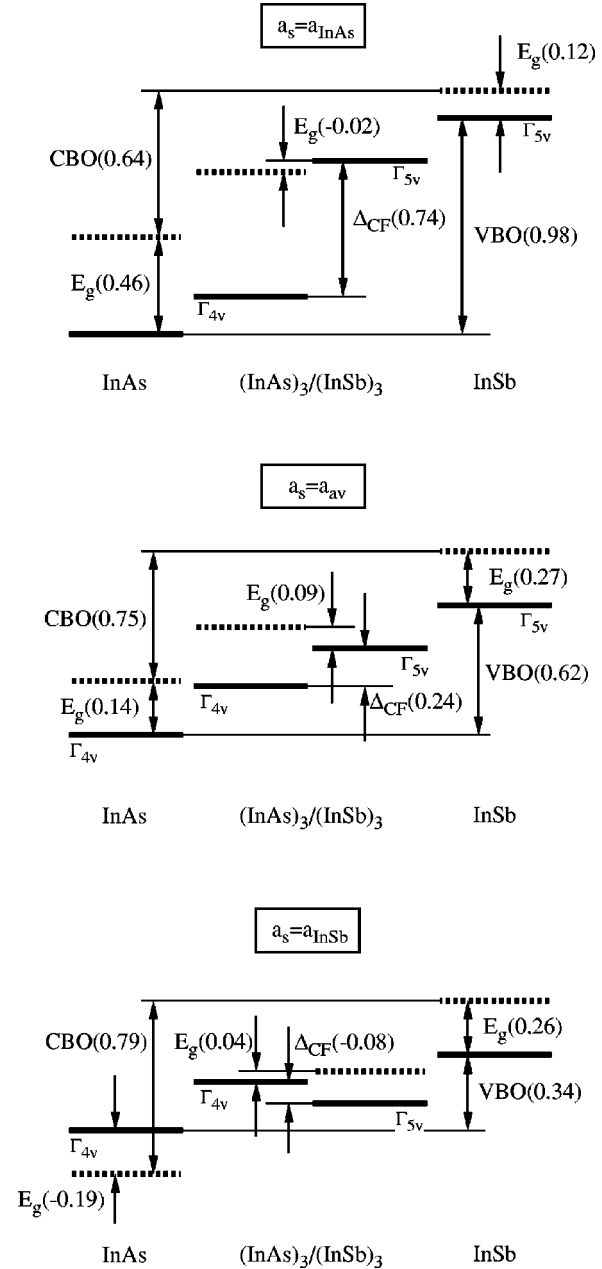 a_s=a_InAs
E_g(0.12)
E_g(-0.02)
Γ_5v
CBO(0.64)
Γ_5v
Δ_CF(0.74)
VBO(0.98)
E_g(0.46)
Γ_4v
InAs (InAs)_3/(InSb)_3 InSb
a_s=a_av
E_g(0.09)
E_g(0.27)
CBO(0.75)
Γ_5v
Γ_5v
VBO(0.62)
E_g(0.14)
Γ_4v
Δ_CF(0.24)
Γ_4v
InAs (InAs)_3/(InSb)_3 InSb
a_s=a_InSb
E_g(0.26)
CBO(0.79)
E_g(0.04)
Δ_CF(-0.08)
Γ_4v
VBO(0.34)
Γ_4v
Γ_5v
E_g(-0.19)
InAs (InAs)_3/(InSb)_3 InSb